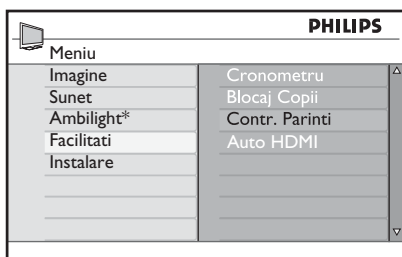 PHILIPS
Meniu
Imagine
Sunet
Ambilight*
Facilitati
Instalare
Cronometru
Blocaj Copii
Contr. Parinti
Auto HDMI